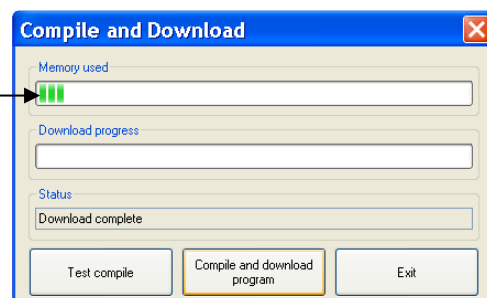 Compile and Download
Memory used
Download progress
Status
Download complete
Test compile
Compile and download
program
Exit